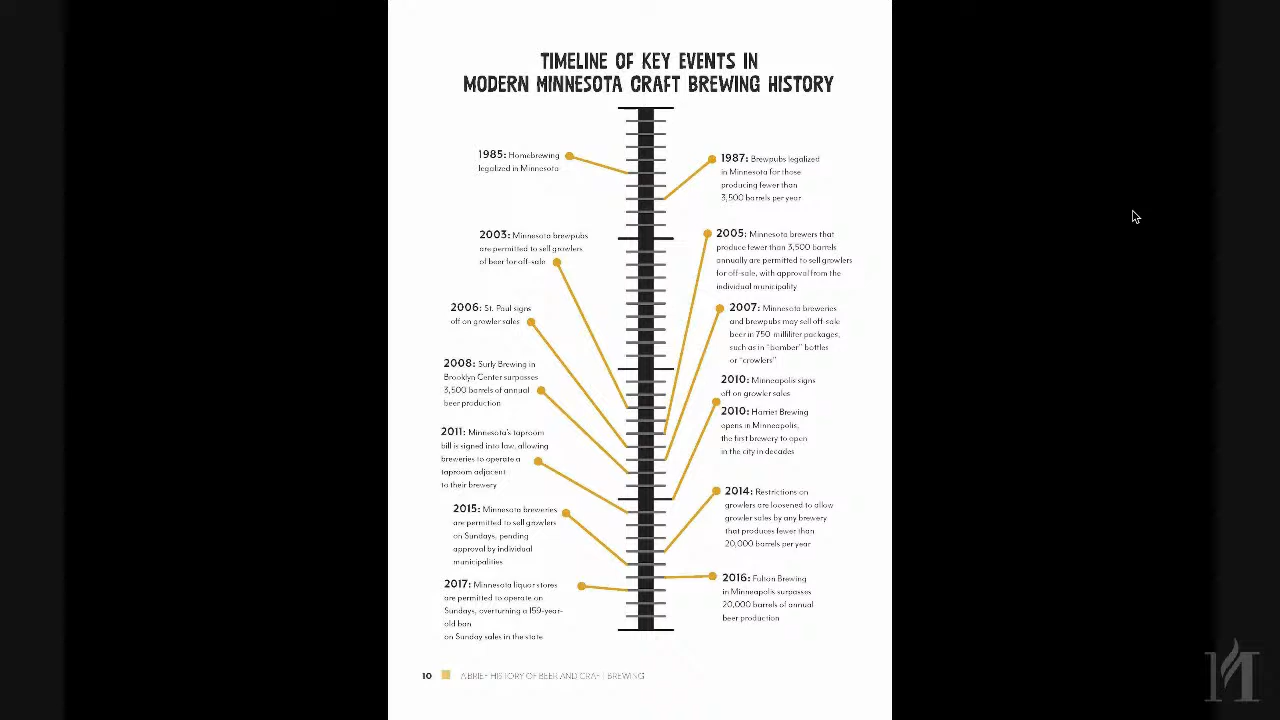 TIMELINE OF KEY EVENTS IN
MODERN MINNESOTA CRAFT BREWING HISTORY
1985: Homebrewing
legalized in Minnesota
1987: Brewpubs legalized
in Minnesota for those
producing fewer than
3,500 barrels per year
2003: Minnesota brewpubs
are permitted to sell growlers
of beer for off-sale
2005: Minnesota brewers that
produce fewer than 3,500 barrels
annually are permitted to sell growlers
for off-sale, with approval from the
individual municipality
2006: St. Paul signs
off on growler sales
2007: Minnesota breweries
and brewpubs may sell off-sale
beer in 750-milliliter packages,
such as in "bomber" bottles
or "crowlers"
2008: Surly Brewing in
Brooklyn Center surpasses
3,500 barrels of annual
beer production
2010: Minneapolis signs
off on growler sales
2010: Harriet Brewing
opens in Minneapolis,
the first brewery to open
in the city in decades
2011: Minnesota's taproom
bill is signed into law, allowing
breweries to operate a
taproom adjacent
to their brewery
2014: Restrictions on
growlers are loosened to allow
growler sales by any brewery
that produces fewer than
20,000 barrels per year
2015: Minnesota breweries
are permitted to sell growlers
on Sundays, pending
approval by individual
municipalities
2016: Fulton Brewing
in Minneapolis surpasses
20,000 barrels of annual
beer production
2017: Minnesota liquor stores
are permitted to operate on
Sundays, overturning a 159-year-
old ban
on Sunday sales in the state
10 A BRIEF HISTORY OF BEER AND CRAFT BREWING